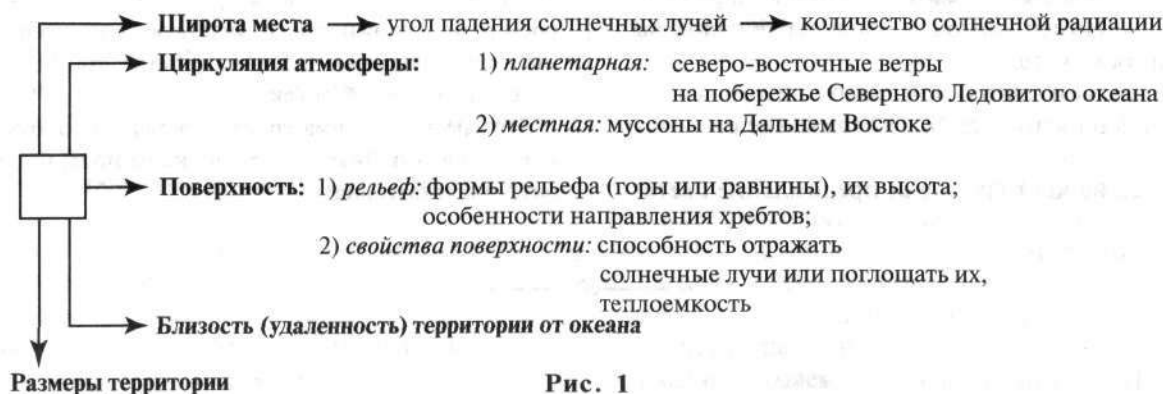 Широта места угол падения солнечных лучей количество солнечной радиации
Циркуляция атмосферы: 1) планетарная: северо-восточные ветры
на побережье Северного Ледовитого океана
2) местная: муссоны на Дальнем Востоке
Поверхность: 1) рельеф: формы рельефа (горы или равнины), их высота;
особенности направления хребтов;
2) свойства поверхности: способность отражать
солнечные лучи или поглощать их,
теплоемкость
Близость (удаленность) территории от океана
Размеры территории
Рис. 1